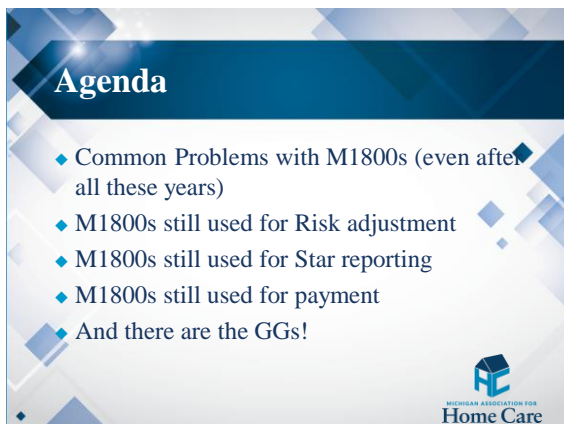 Agenda
Common Problems with M1800s (even after
all these years)
M1800s still used for Risk adjustment
M1800s still used for Star reporting
M1800s still used for payment
And there are the GGs!
MICHIGAN ASSOCIATION FOR
Home Care